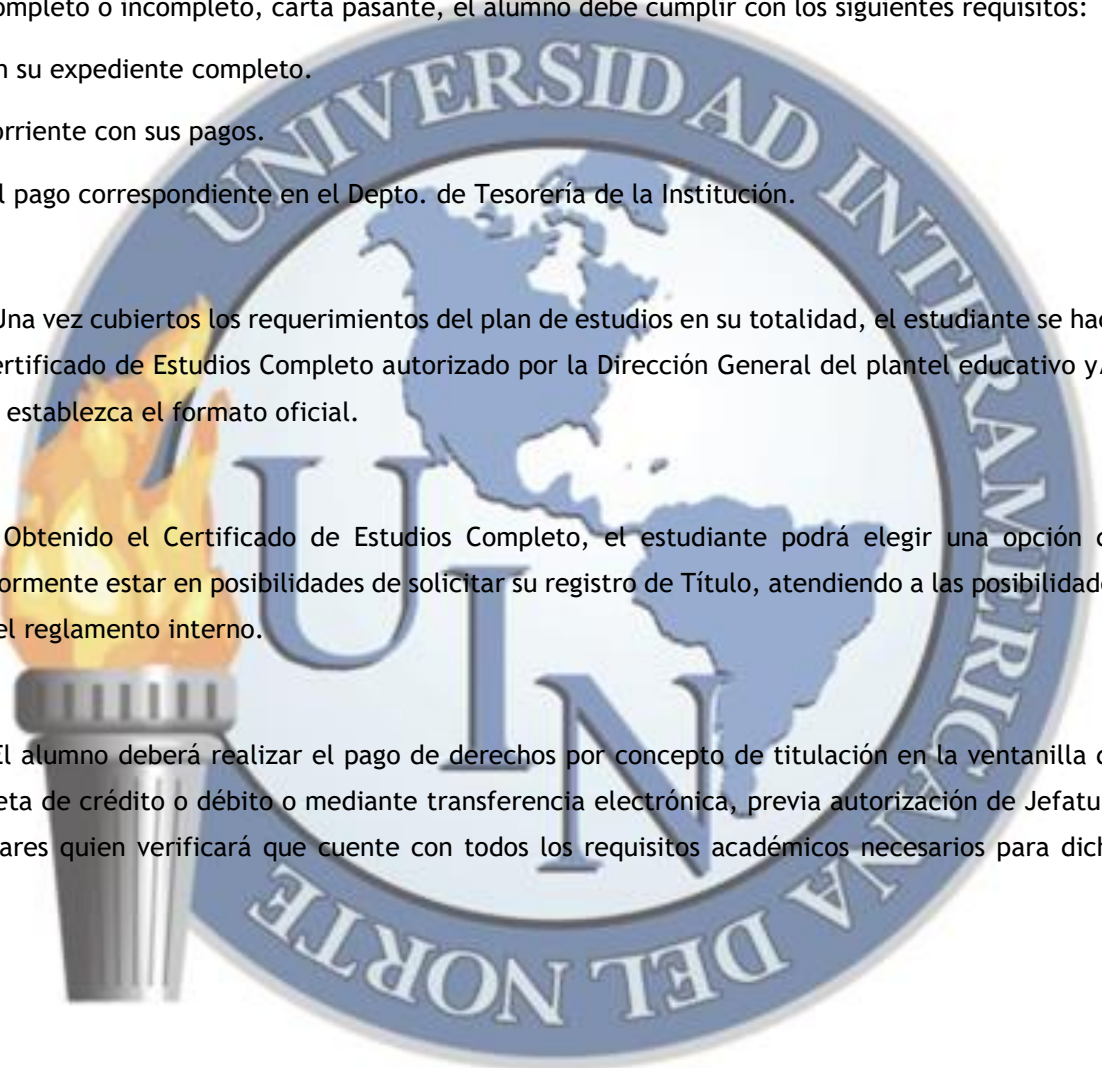 ompleto o incompleto, carta pasante, el alumno debe cumplir con los siguientes requisitos:
n su expediente completo.
orriente con sus pagos.
l pago correspondiente en el Depto. de Tesorería de la Institución.
Una vez cubiertos los requerimientos del plan de estudios en su totalidad, el estudiante se hac
ertificado de Estudios Completo autorizado por la Dirección General del plantel educativo y/
establezca el formato oficial.
Obtenido el Certificado de Estudios Completo, el estudiante podrá elegir una opción d
ormente estar en posibilidades de solicitar su registro de Título, atendiendo a las posibilidade
el reglamento interno.
El alumno deberá realizar el pago de derechos por concepto de titulación en la ventanilla d
eta de crédito o débito o mediante transferencia electrónica, previa autorización de Jefatu
ares quien verificará que cuente con todos los requisitos académicos necesarios para dich
UNIVERSIDAD INTERAMERICANA DEL NORTE
UIN